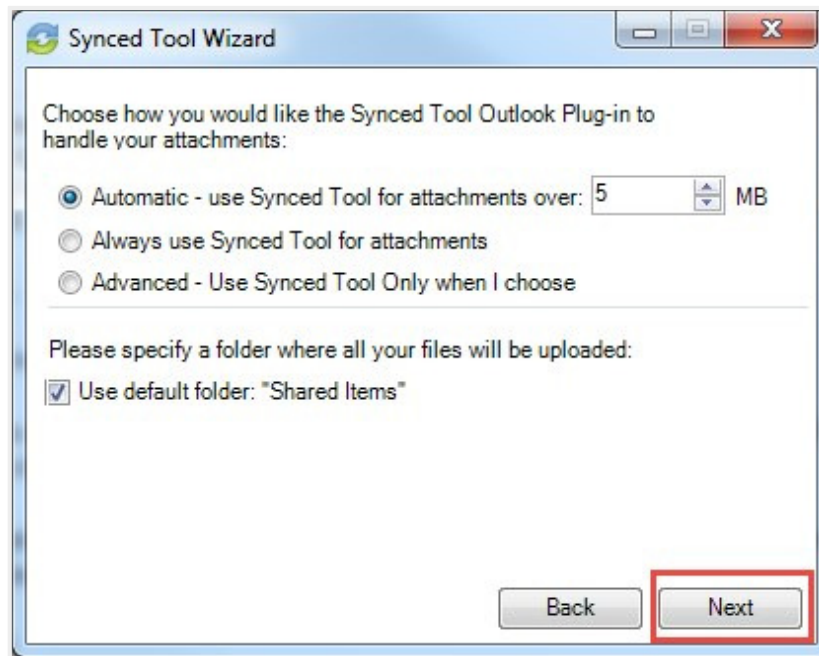 Synced Tool Wizard
Choose how you would like the Synced Tool Outlook Plug-in to
handle your attachments:
Automatic - use Synced Tool for attachments over: 5 MB
Always use Synced Tool for attachments
Advanced - Use Synced Tool Only when I choose
Please specify a folder where all your files will be uploaded:
Use default folder: "Shared Items"
Back Next